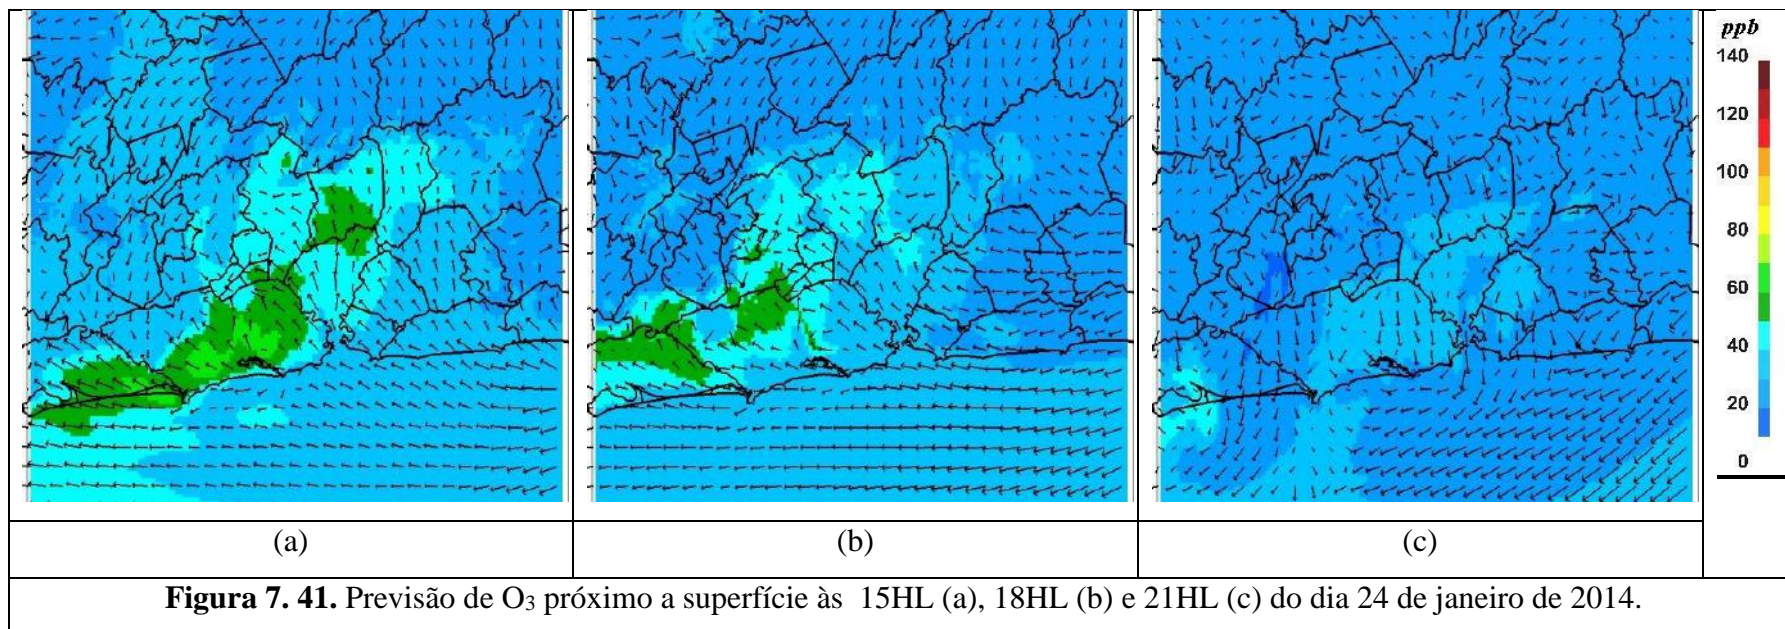 ppb
140
120
100
80
60
40
20
0
(a) (b) (c)
Figura 7. 41. Previsão de O₃ próximo a superfície às  15HL (a), 18HL (b) e 21HL (c) do dia 24 de janeiro de 2014.